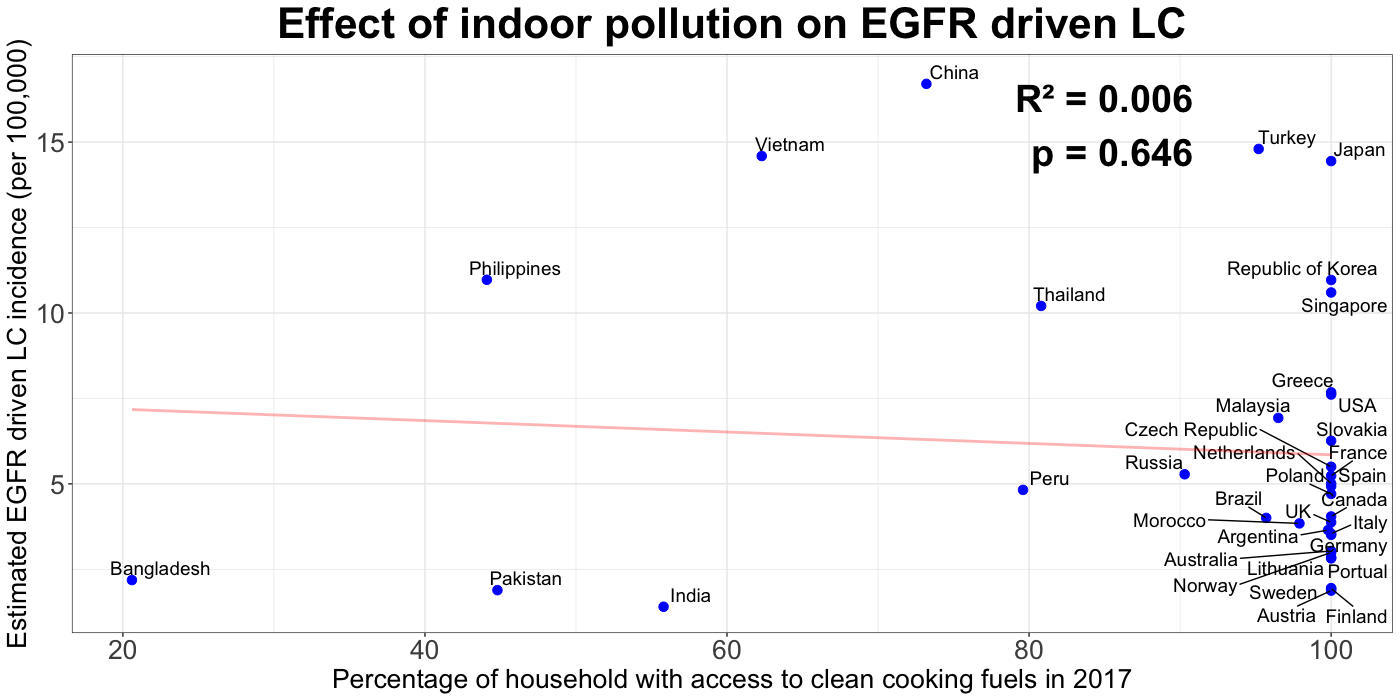 Effect of indoor pollution on EGFR driven LC
Estimated EGFR driven LC incidence (per 100,000)
China
R² = 0.006
p = 0.646
15
Vietnam
Turkey
Japan
Philippines
Republic of Korea
Thailand
Singapore
10
Greece
Malaysia
USA
Czech Republic
Slovakia
Netherlands
France
Russia
Poland
Spain
Peru
5
Brazil
Canada
UK
Morocco
Italy
Argentina
Germany
Australia
Bangladesh
Lithuania
Portual
Pakistan
Norway
India
Sweden
Austria
Finland
20
40
60
80
100
Percentage of household with access to clean cooking fuels in 2017